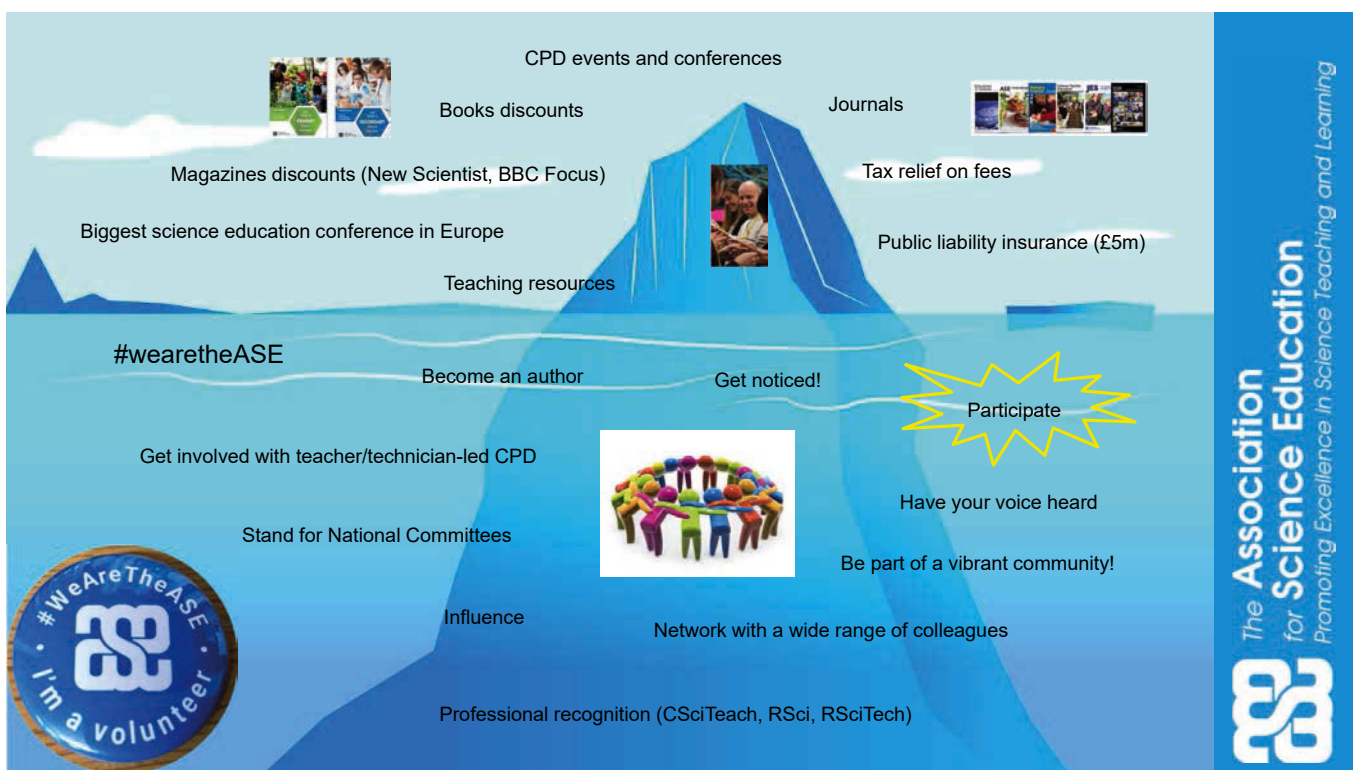 CPD events and conferences
Books discounts
Journals
Magazines discounts (New Scientist, BBC Focus)
Tax relief on fees
Biggest science education conference in Europe
Public liability insurance (£5m)
Teaching resources
#wearetheASE
Become an author
Get noticed!
Participate
Get involved with teacher/technician-led CPD
Have your voice heard
Stand for National Committees
Be part of a vibrant community!
Influence
Network with a wide range of colleagues
Professional recognition (CSciTeach, RSci, RSciTech)
#WeAreTheASE
ase
I'm a volunteer
The Association
for Science Education
Promoting Excellence in Science Teaching and Learning